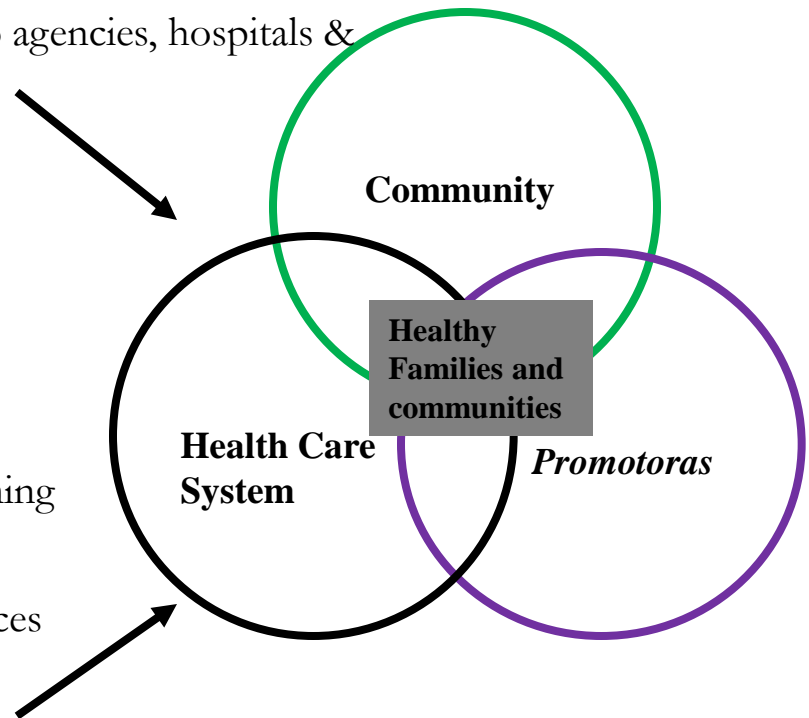 agencies, hospitals &
Community
Healthy
Families and
communities
Health Care
System
Promotoras